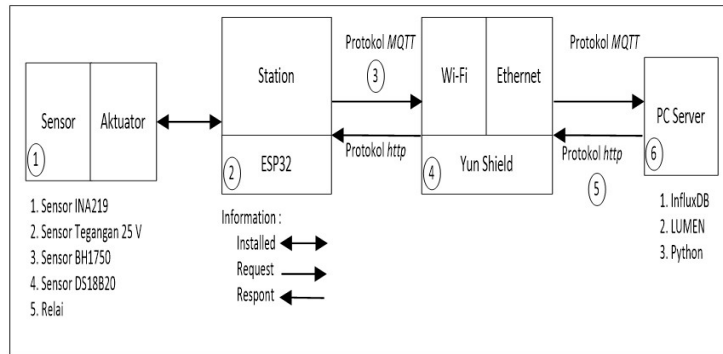 Sensor
Aktuator
1
1. Sensor INA219
2. Sensor Tegangan 25 V
3. Sensor BH1750
4. Sensor DS18B20
5. Relai
Station
2
ESP32
Information :
Installed
Request
Respont
Protokol MQTT
3
Protokol http
Wi-Fi
Ethernet
4
Yun Shield
Protokol MQTT
Protokol http
5
PC Server
6
1. InfluxDB
2. LUMEN
3. Python